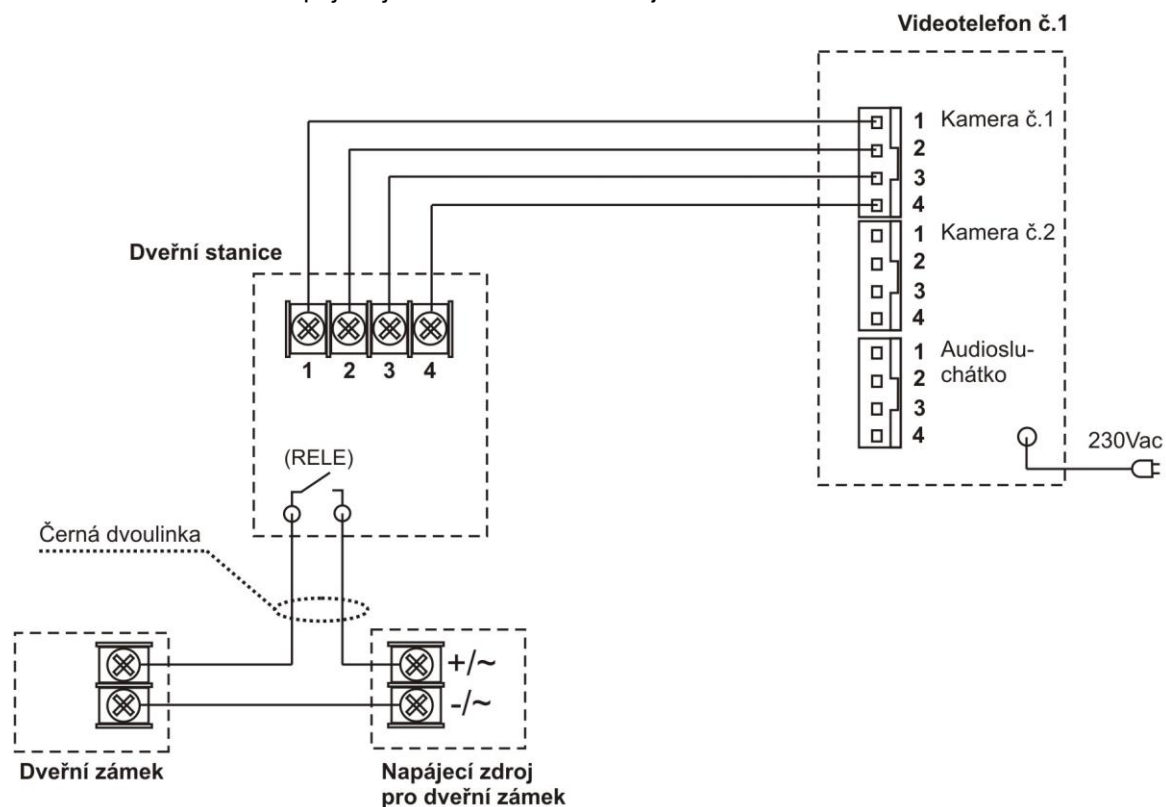 Videotelefon č.1
1 Kamera č.1
2
3
4
1 Kamera č.2
2
3
4
1 Audioslu-
2 chátko
3
4
230Vac
Dveřní stanice
1 2 3 4
(RELE)
Černá dvoulinka
+/~
-/~
Dveřní zámek
Napájecí zdroj
pro dveřní zámek